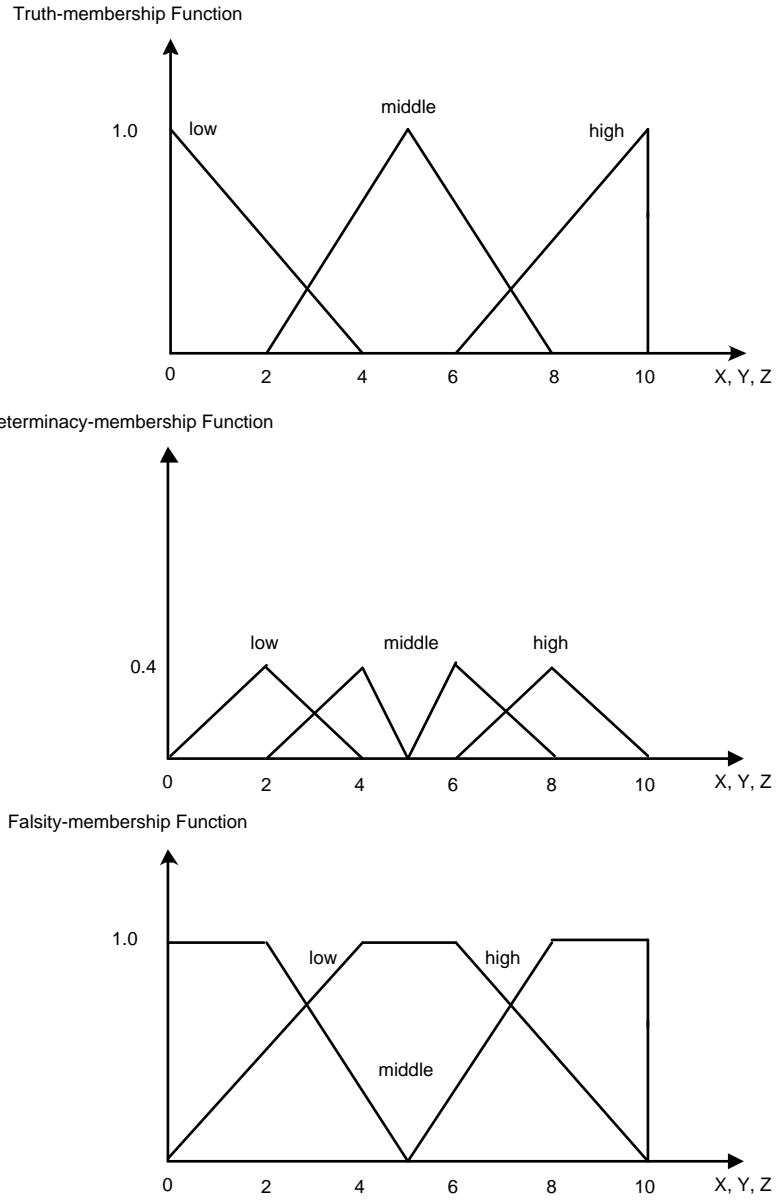 Truth-membership Function
middle
1.0
low
high
0 2 4 6 8 10 X, Y, Z
eterminacy-membership Function
low middle high
0.4
0 2 4 6 8 10 X, Y, Z
Falsity-membership Function
1.0
low high
middle
0 2 4 6 8 10 X, Y, Z